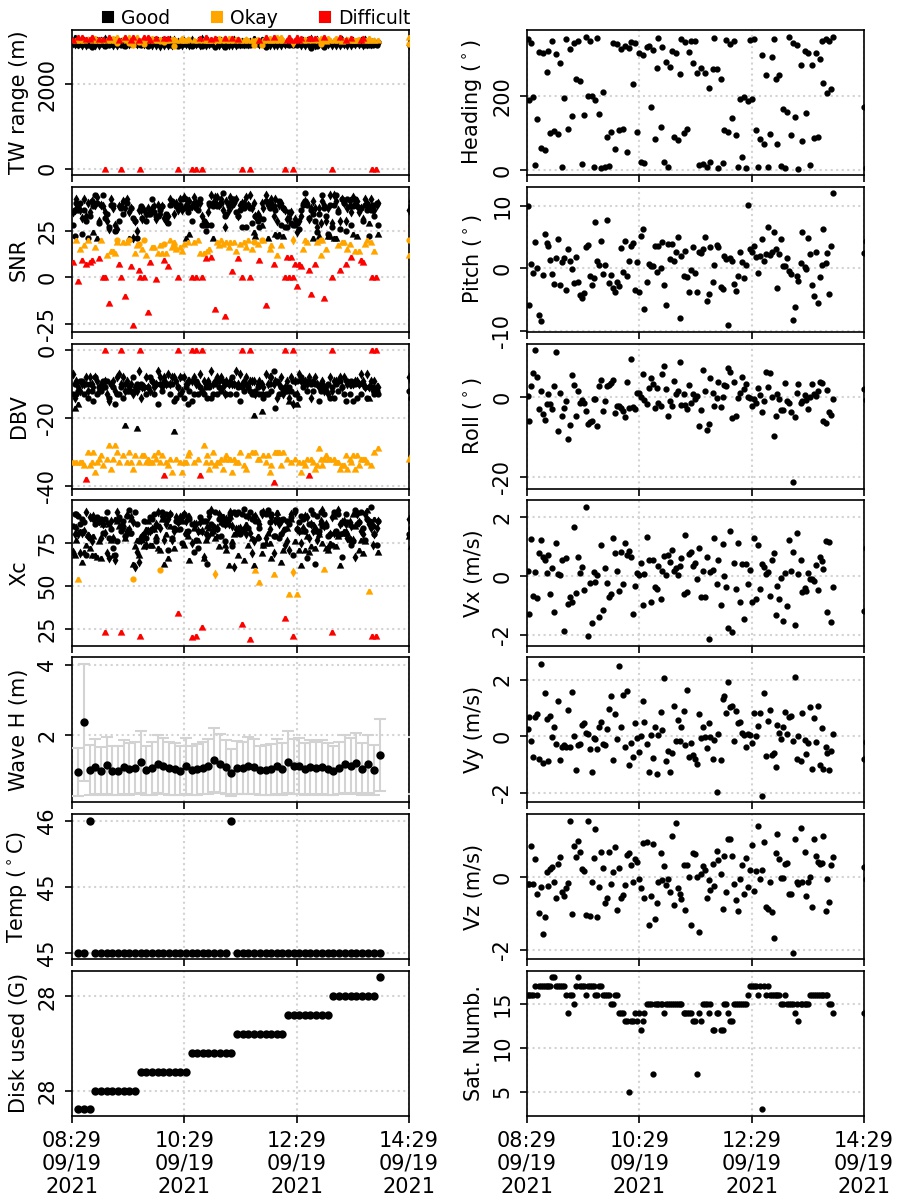 Good Okay Difficult
TW range (m)
2000
0
Heading (°)
200
0
SNR
25
0
-25
Pitch (°)
10
0
-10
DBV
0
-20
-40
Roll (°)
0
-20
Xc
75
50
25
Vx (m/s)
2
0
-2
Wave H (m)
4
2
Vy (m/s)
2
0
-2
Temp (°C)
46
45
45
Vz (m/s)
0
-2
Disk used (G)
28
28
Sat. Numb.
15
10
5
08:29 10:29 12:29 14:29
09/19 09/19 09/19 09/19
2021 2021 2021 2021
08:29 10:29 12:29 14:29
09/19 09/19 09/19 09/19
2021 2021 2021 2021